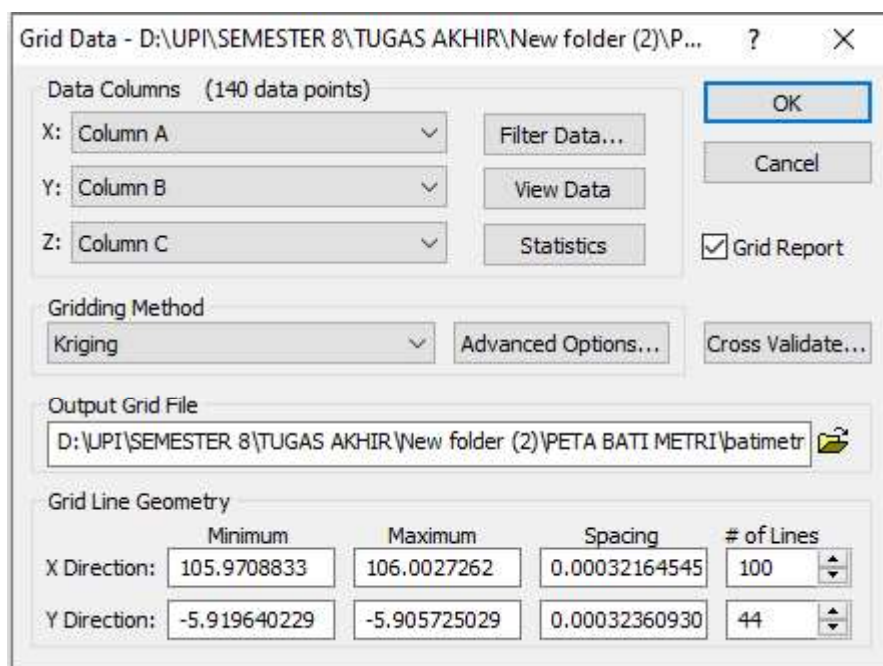 Grid Data - D:\UPI\SEMESTER 8\TUGAS AKHIR\New folder (2)\P... ? X
Data Columns (140 data points)
X: Column A
Filter Data...
Y: Column B
View Data
Z: Column C
Statistics
OK
Cancel
Grid Report
Gridding Method
Kriging
Advanced Options...
Cross Validate...
Output Grid File
D:\UPI\SEMESTER 8\TUGAS AKHIR\New folder (2)\PETA BATI METRI\batimetr
Grid Line Geometry
Minimum Maximum Spacing # of Lines
X Direction: 105.9708833 106.0027262 0.00032164545 100
Y Direction: -5.919640229 -5.905725029 0.00032360930 44